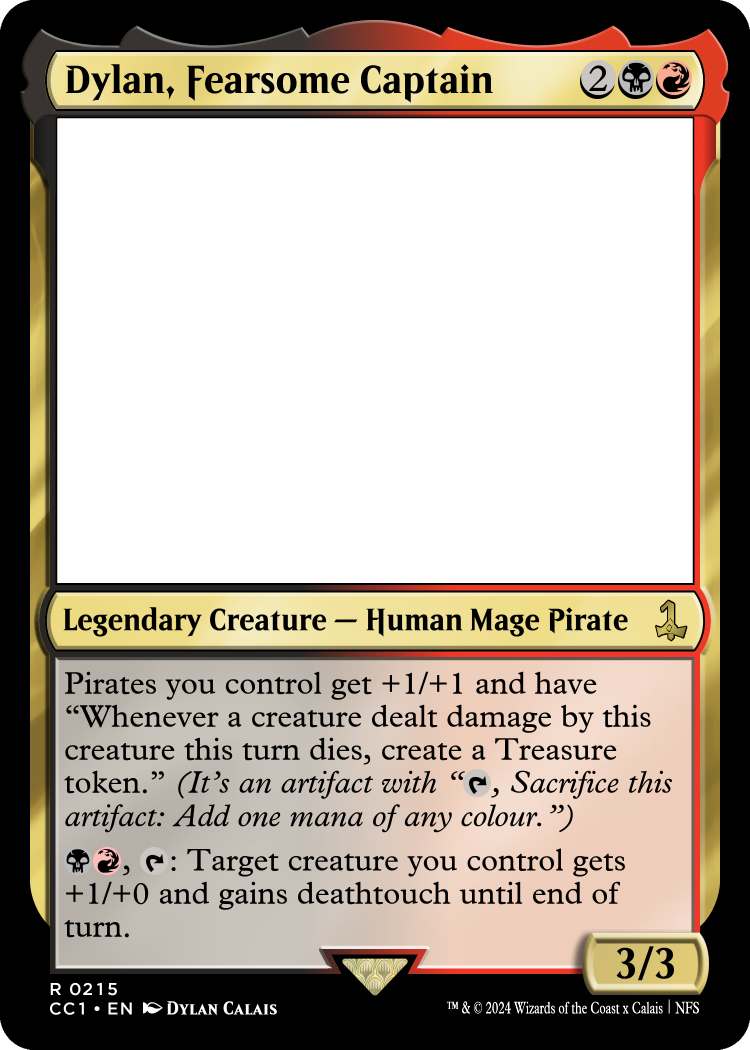 Dylan, Fearsome Captain 2
Legendary Creature — Human Mage Pirate
Pirates you control get +1/+1 and have
“Whenever a creature dealt damage by this
creature this turn dies, create a Treasure
token.” (It’s an artifact with “, Sacrifice this
artifact: Add one mana of any colour.”)
, : Target creature you control gets
+1/+0 and gains deathtouch until end of
turn.
3/3
R 0215
CC1 • EN DYLAN CALAIS
™ & © 2024 Wizards of the Coast x Calais | NFS